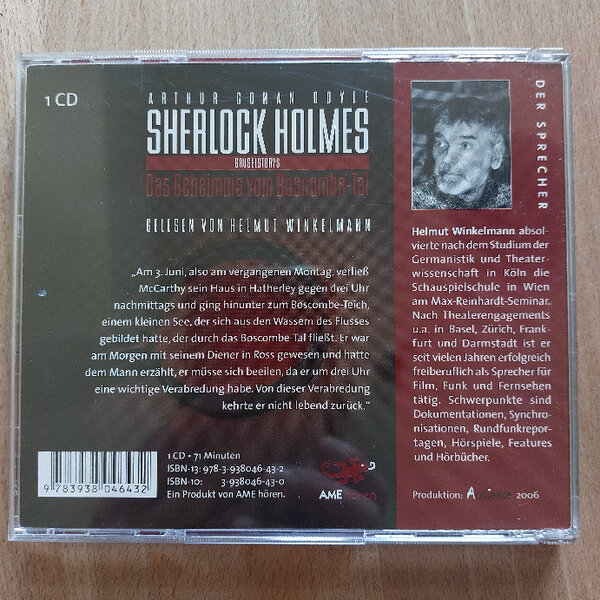 1 CD
ARTHUR CONAN DOYLE
SHERLOCK HOLMES
GRUSELSTORYS
Das Geheimnis vom Boscombe-Tal
GELESEN VON HELMUT WINKELMANN
„Am 3. Juni, also am vergangenen Montag, verließ
McCarthy sein Haus in Hatherley gegen drei Uhr
nachmittags und ging hinunter zum Boscombe-Teich,
einem kleinen See, der sich aus den Wassern des Flusses
gebildet hatte, der durch das Boscombe-Tal fließt. Er war
am Morgen mit seinem Diener in Ross gewesen und hatte
dem Mann erzählt, er müsse sich beeilen, da er um drei Uhr
eine wichtige Verabredung habe. Von dieser Verabredung
kehrte er nicht lebend zurück.“
1 CD • 71 Minuten
ISBN-13: 978-3-938046-43-2
ISBN-10: 3-938046-43-0
Ein Produkt von AME hören.
9 783938 046432
AME hören
DER SPRECHER
Helmut Winkelmann absol-
vierte nach dem Studium der
Germanistik und Theater-
wissenschaft in Köln die
Schauspielschule in Wien
am Max-Reinhardt-Seminar.
Nach Theaterengagements
u.a. in Basel, Zürich, Frank-
furt und Darmstadt ist er
seit vielen Jahren erfolgreich
freiberuflich als Sprecher für
Film, Funk und Fernsehen
tätig. Schwerpunkte sind
Dokumentationen, Synchro-
nisationen, Rundfunkrepor-
tagen, Hörspiele, Features
und Hörbücher.
Produktion: Audience 2006